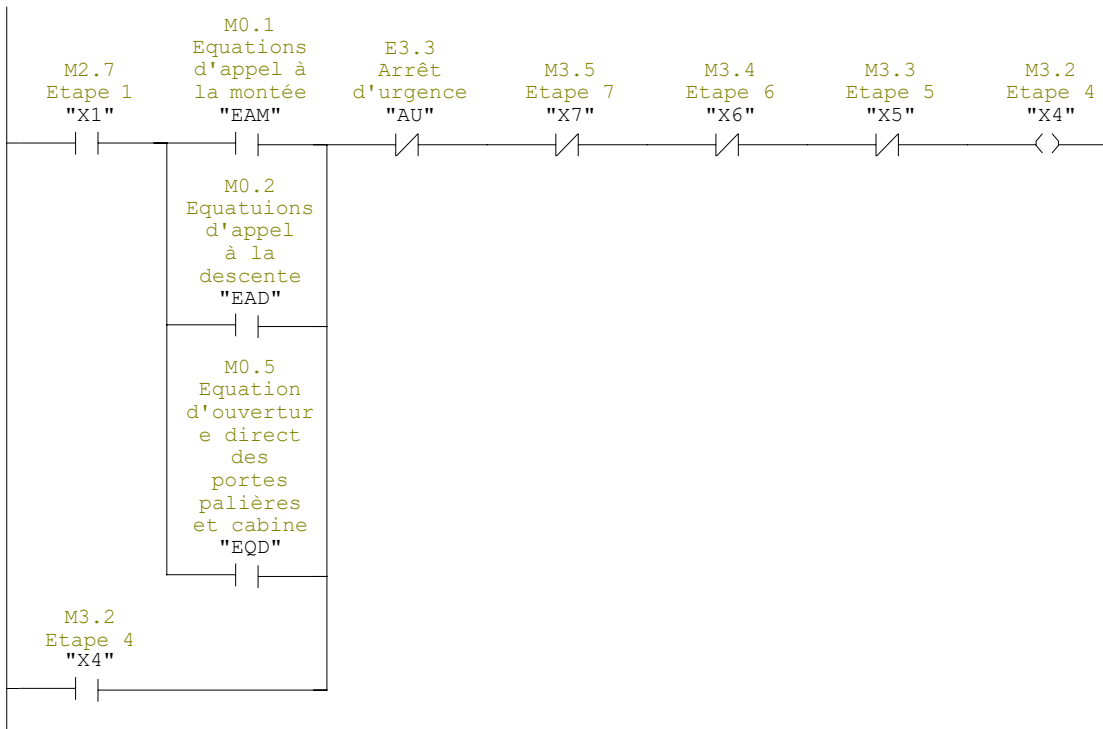 M2.7
Etape 1
"X1"
M0.1
Equations
d'appel à
la montée
"EAM"
E3.3
Arrêt
d'urgence
"AU"
M3.5
Etape 7
"X7"
M3.4
Etape 6
"X6"
M3.3
Etape 5
"X5"
M3.2
Etape 4
"X4"
M0.2
Equatuions
d'appel
à la
descente
"EAD"
M0.5
Equation
d'ouvertur
e direct
des
portes
palières
et cabine
"EQD"
M3.2
Etape 4
"X4"